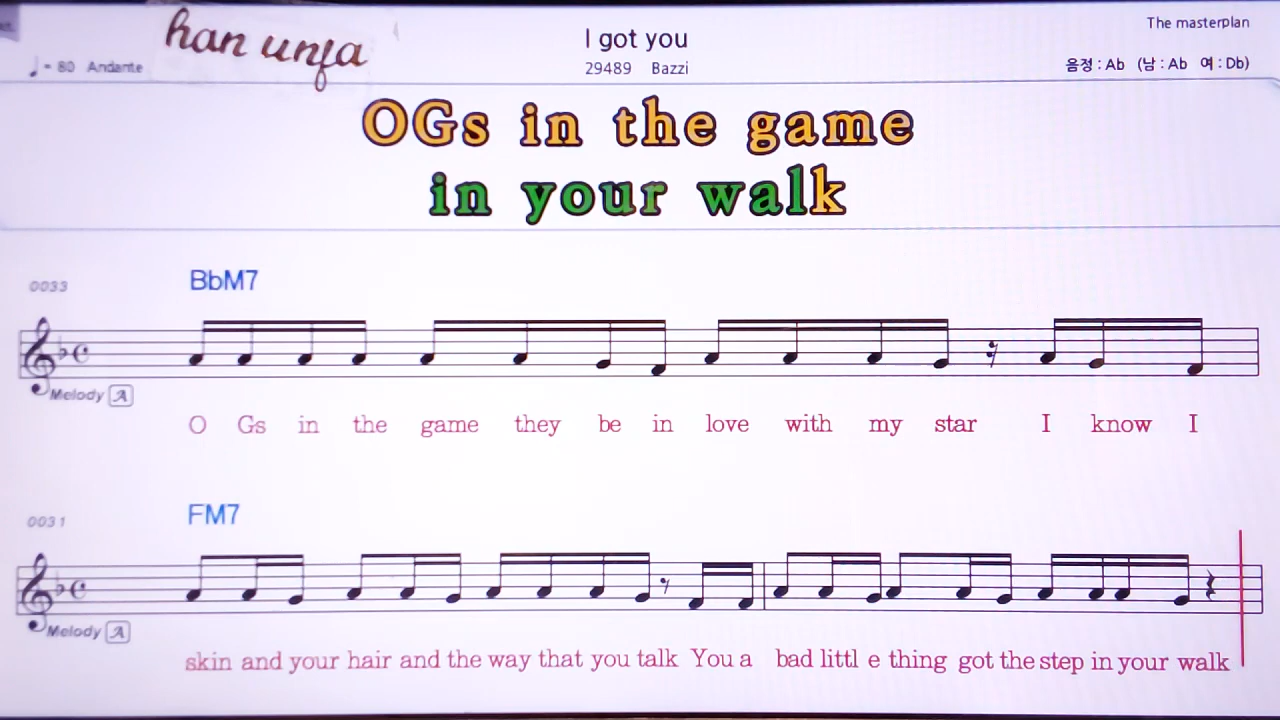 han unfa
I got you
The masterplan
♩= 80 Andante
29489 Bazzi
음정 : Ab (남 : Ab 여 : Db)
OGs in the game
in your walk
0033
BbM7
Melody A
O Gs in the game they be in love with my star I know I
0031
FM7
Melody A
skin and your hair and the way that you talk You a bad littl e thing got the step in your walk